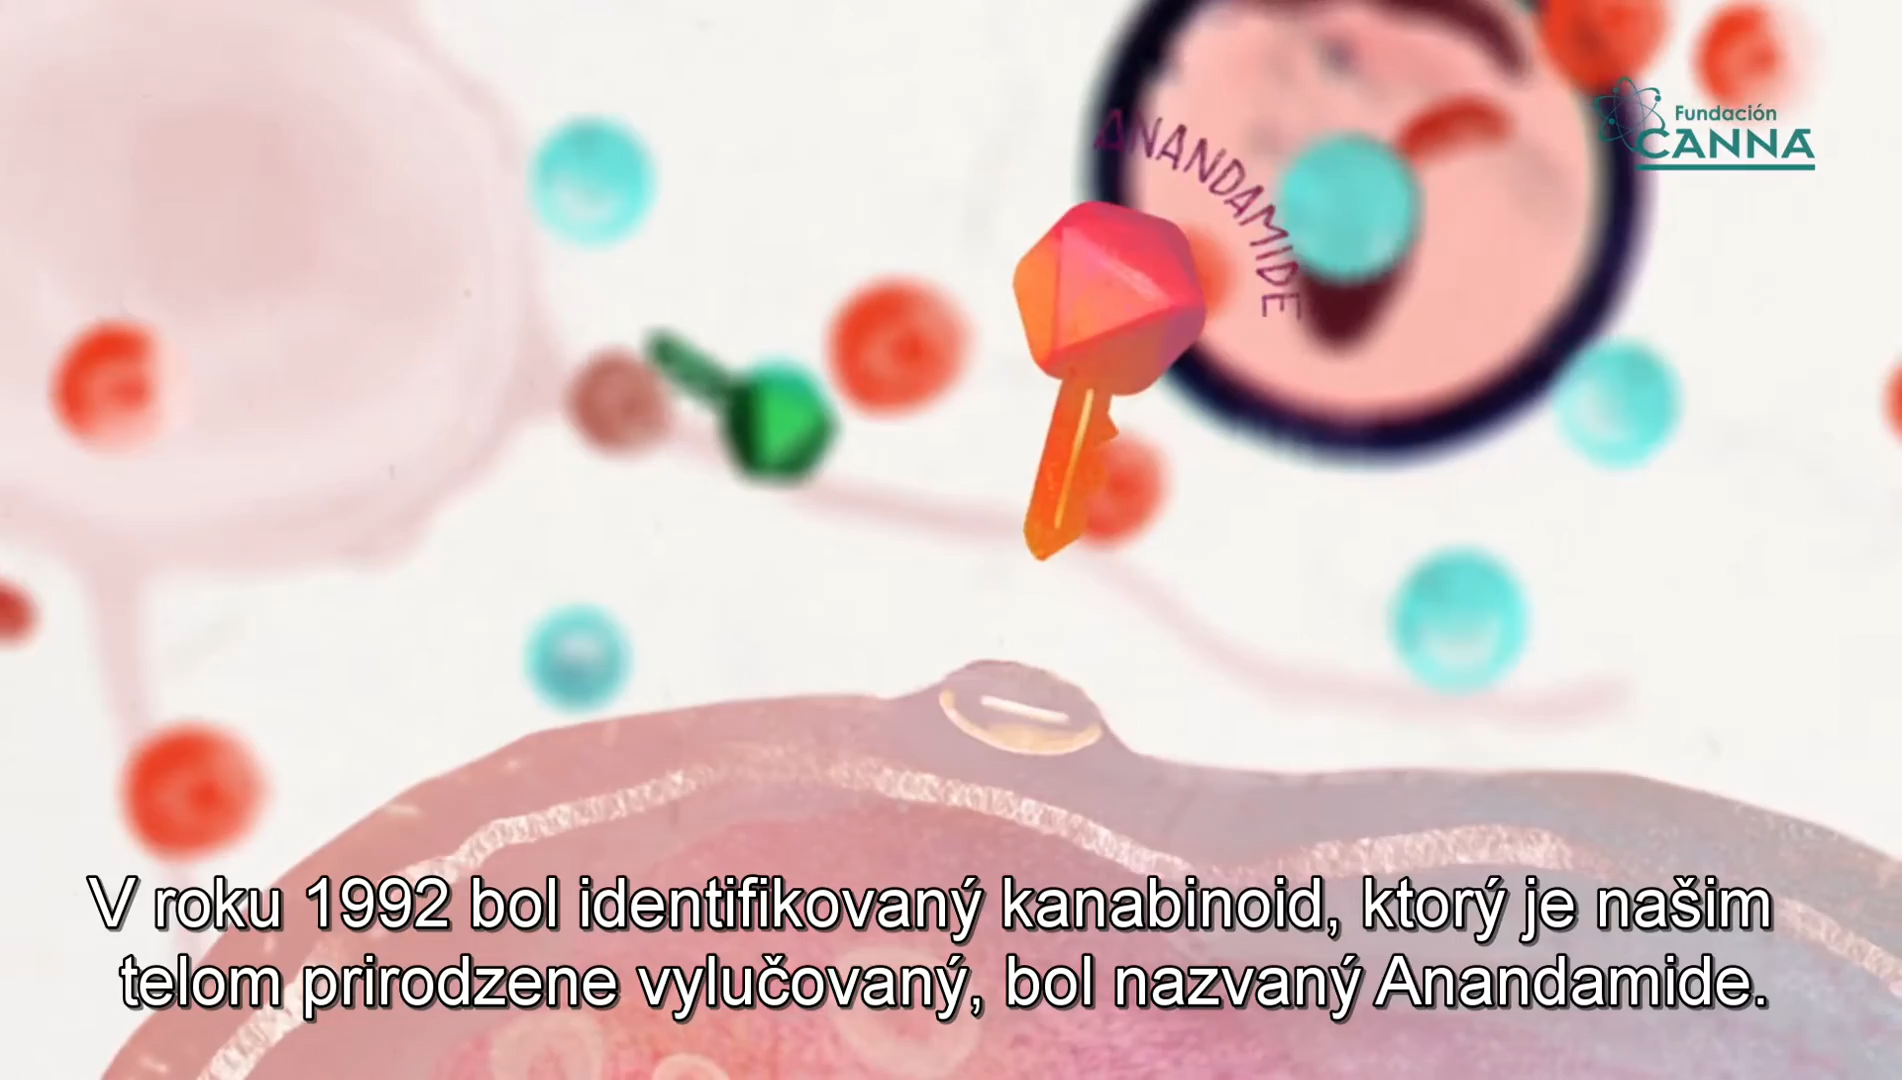 Fundación
CANNA
ANANDAMIDE
V roku 1992 bol identifikovaný kanabinoid, ktorý je našim
telom prirodzene vylučovaný, bol nazvaný Anandamide.